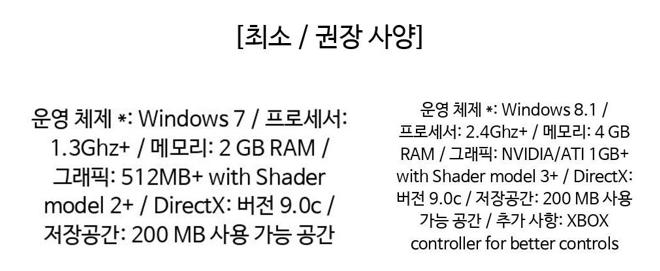 [최소 / 권장 사양]
운영 체제 *: Windows 7 / 프로세서:
1.3Ghz+ / 메모리: 2 GB RAM /
그래픽: 512MB+ with Shader
model 2+ / DirectX: 버전 9.0c /
저장공간: 200 MB 사용 가능 공간
운영 체제 *: Windows 8.1 /
프로세서: 2.4Ghz+ / 메모리: 4 GB
RAM / 그래픽: NVIDIA/ATI 1GB+
with Shader model 3+ / DirectX:
버전 9.0c / 저장공간: 200 MB 사용
가능 공간 / 추가 사항: XBOX
controller for better controls